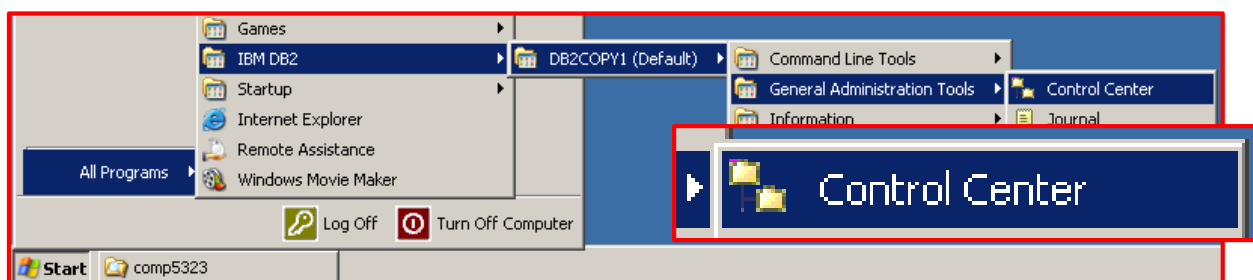 Games
IBM DB2
DB2COPY1 (Default)
Command Line Tools
Startup
General Administration Tools
Control Center
Internet Explorer
Information
Journal
Remote Assistance
All Programs
Windows Movie Maker
Control Center
Log Off
Turn Off Computer
Start
comp5323